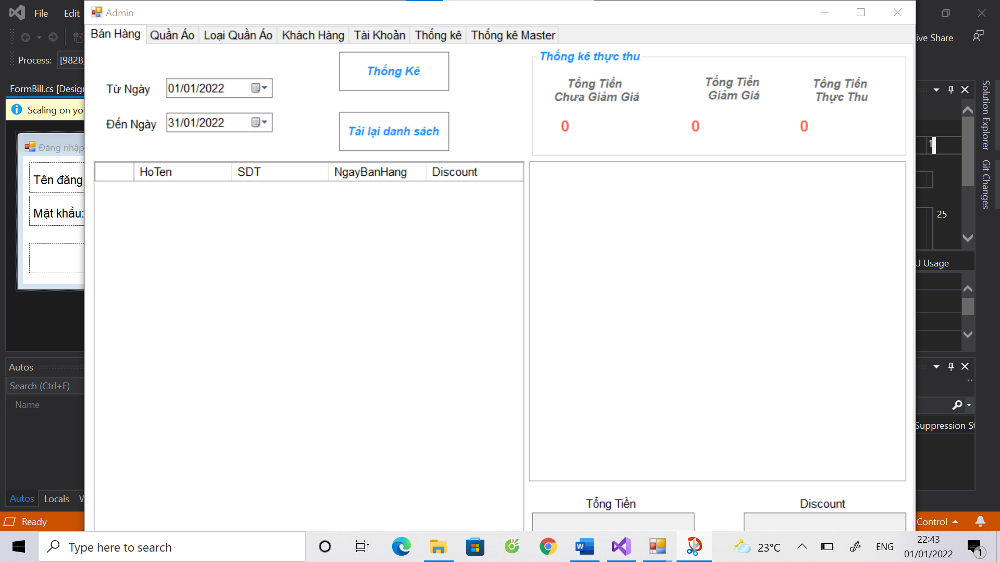 File Edit
Admin
Bán Hàng Quần Áo Loại Quần Áo Khách Hàng Tài Khoản Thống kê Thống kê Master
ive Share
Process: [9828]
Thống Kê
Thống kê thực thu
Từ Ngày 01/01/2022
Tổng Tiền
Chưa Giảm Giá
Tổng Tiền
Giảm Giá
Tổng Tiền
Thực Thu
FormBill.cs [Design
Scaling on yo
Đến Ngày 31/01/2022
Tải lại danh sách
0 0 0
Solution Explorer
Git Changes
Đăng nhập
Tên đăng
Mật khẩu:
HoTen SDT NgayBanHang Discount
1
25
U Usage
Autos
Search (Ctrl+E)
Name
Suppression St
Autos Locals W
Tổng Tiền Discount
Ready
Control
Type here to search
23°C
ENG
22:43
01/01/2022
1